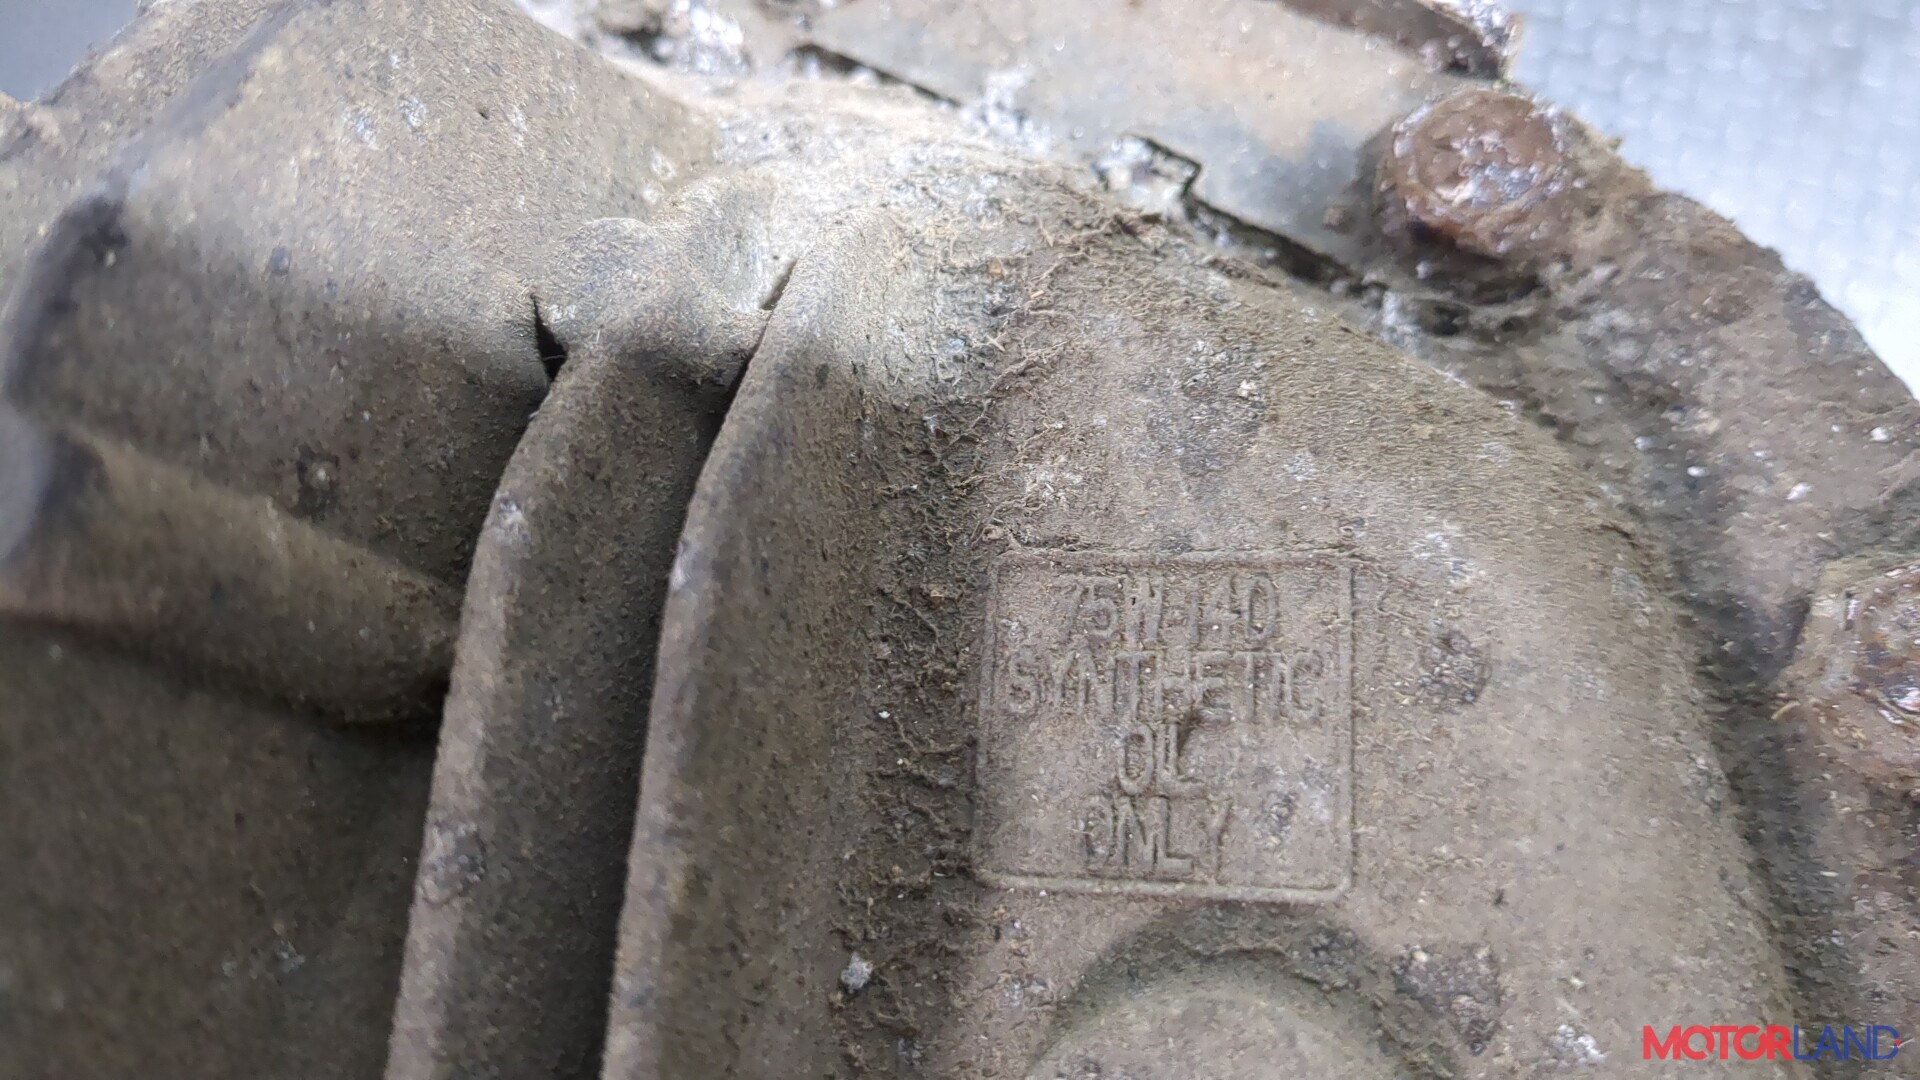 75W-140
SYNTHETIC
OIL
ONLY
MOTORLAND